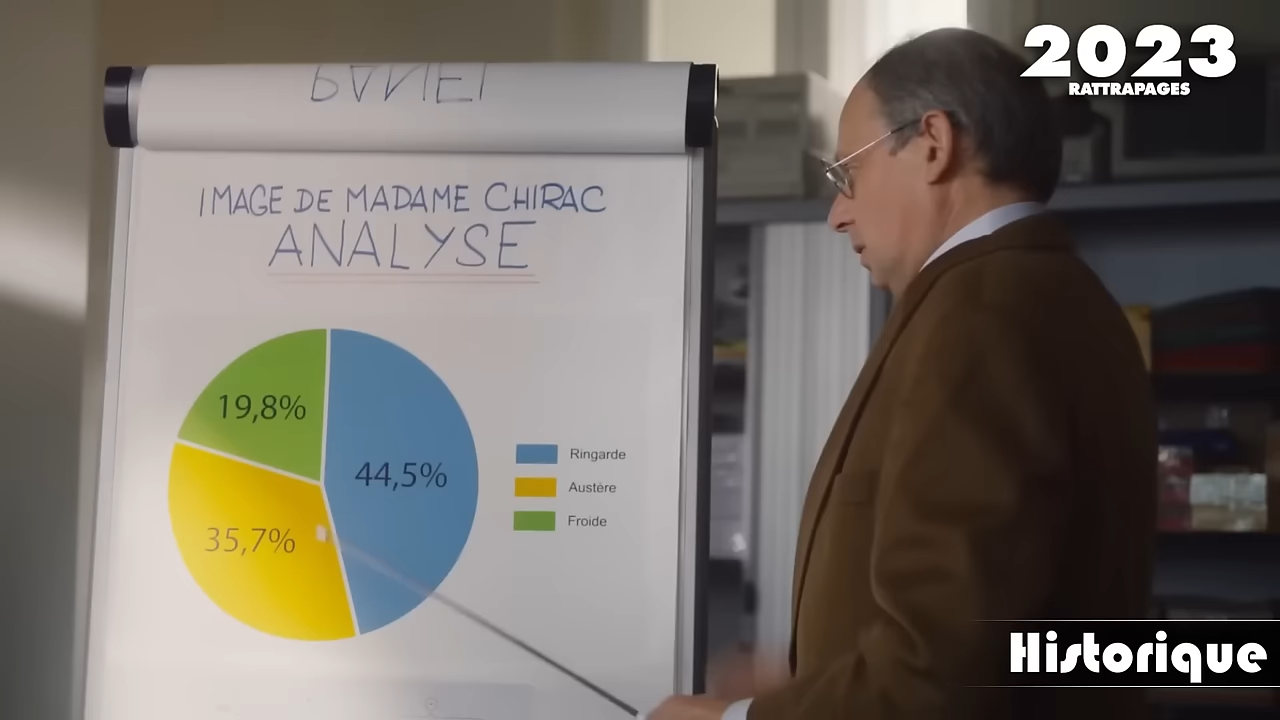 2023
RATTRAPAGES
IMAGE DE MADAME CHIRAC
ANALYSE
19,8%
44,5%
35,7%
Ringarde
Austère
Froide
Historique